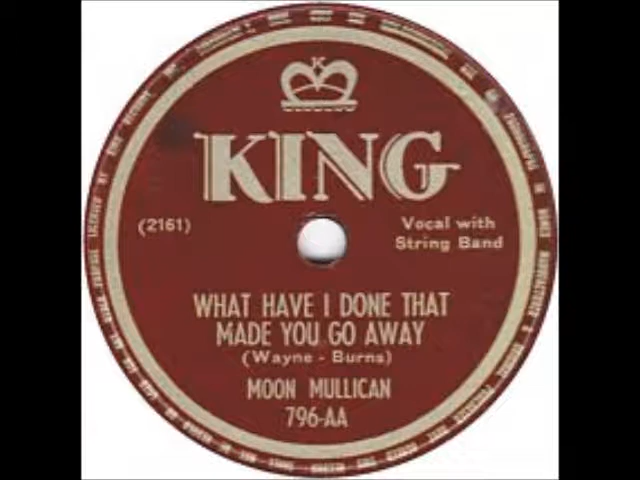 K
KING
(2161)
Vocal with
String Band
WHAT HAVE I DONE THAT
MADE YOU GO AWAY
(Wayne - Burns)
MOON MULLICAN
796-AA